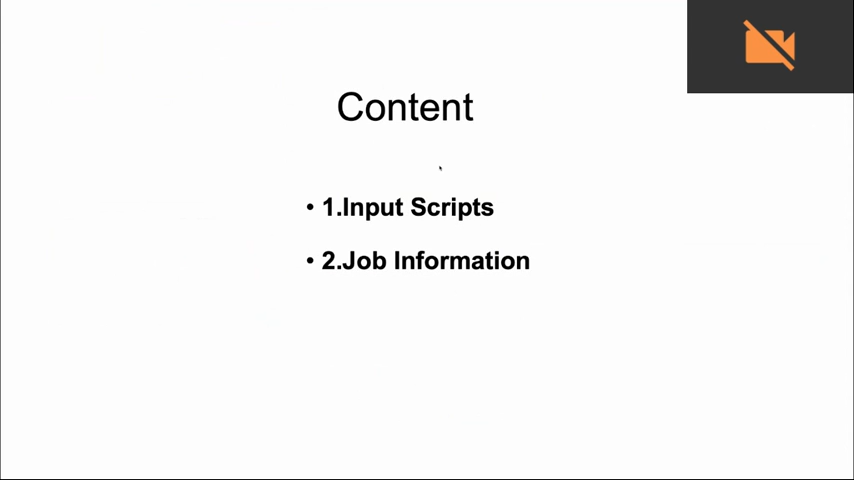 Content
• 1.Input Scripts
• 2.Job Information